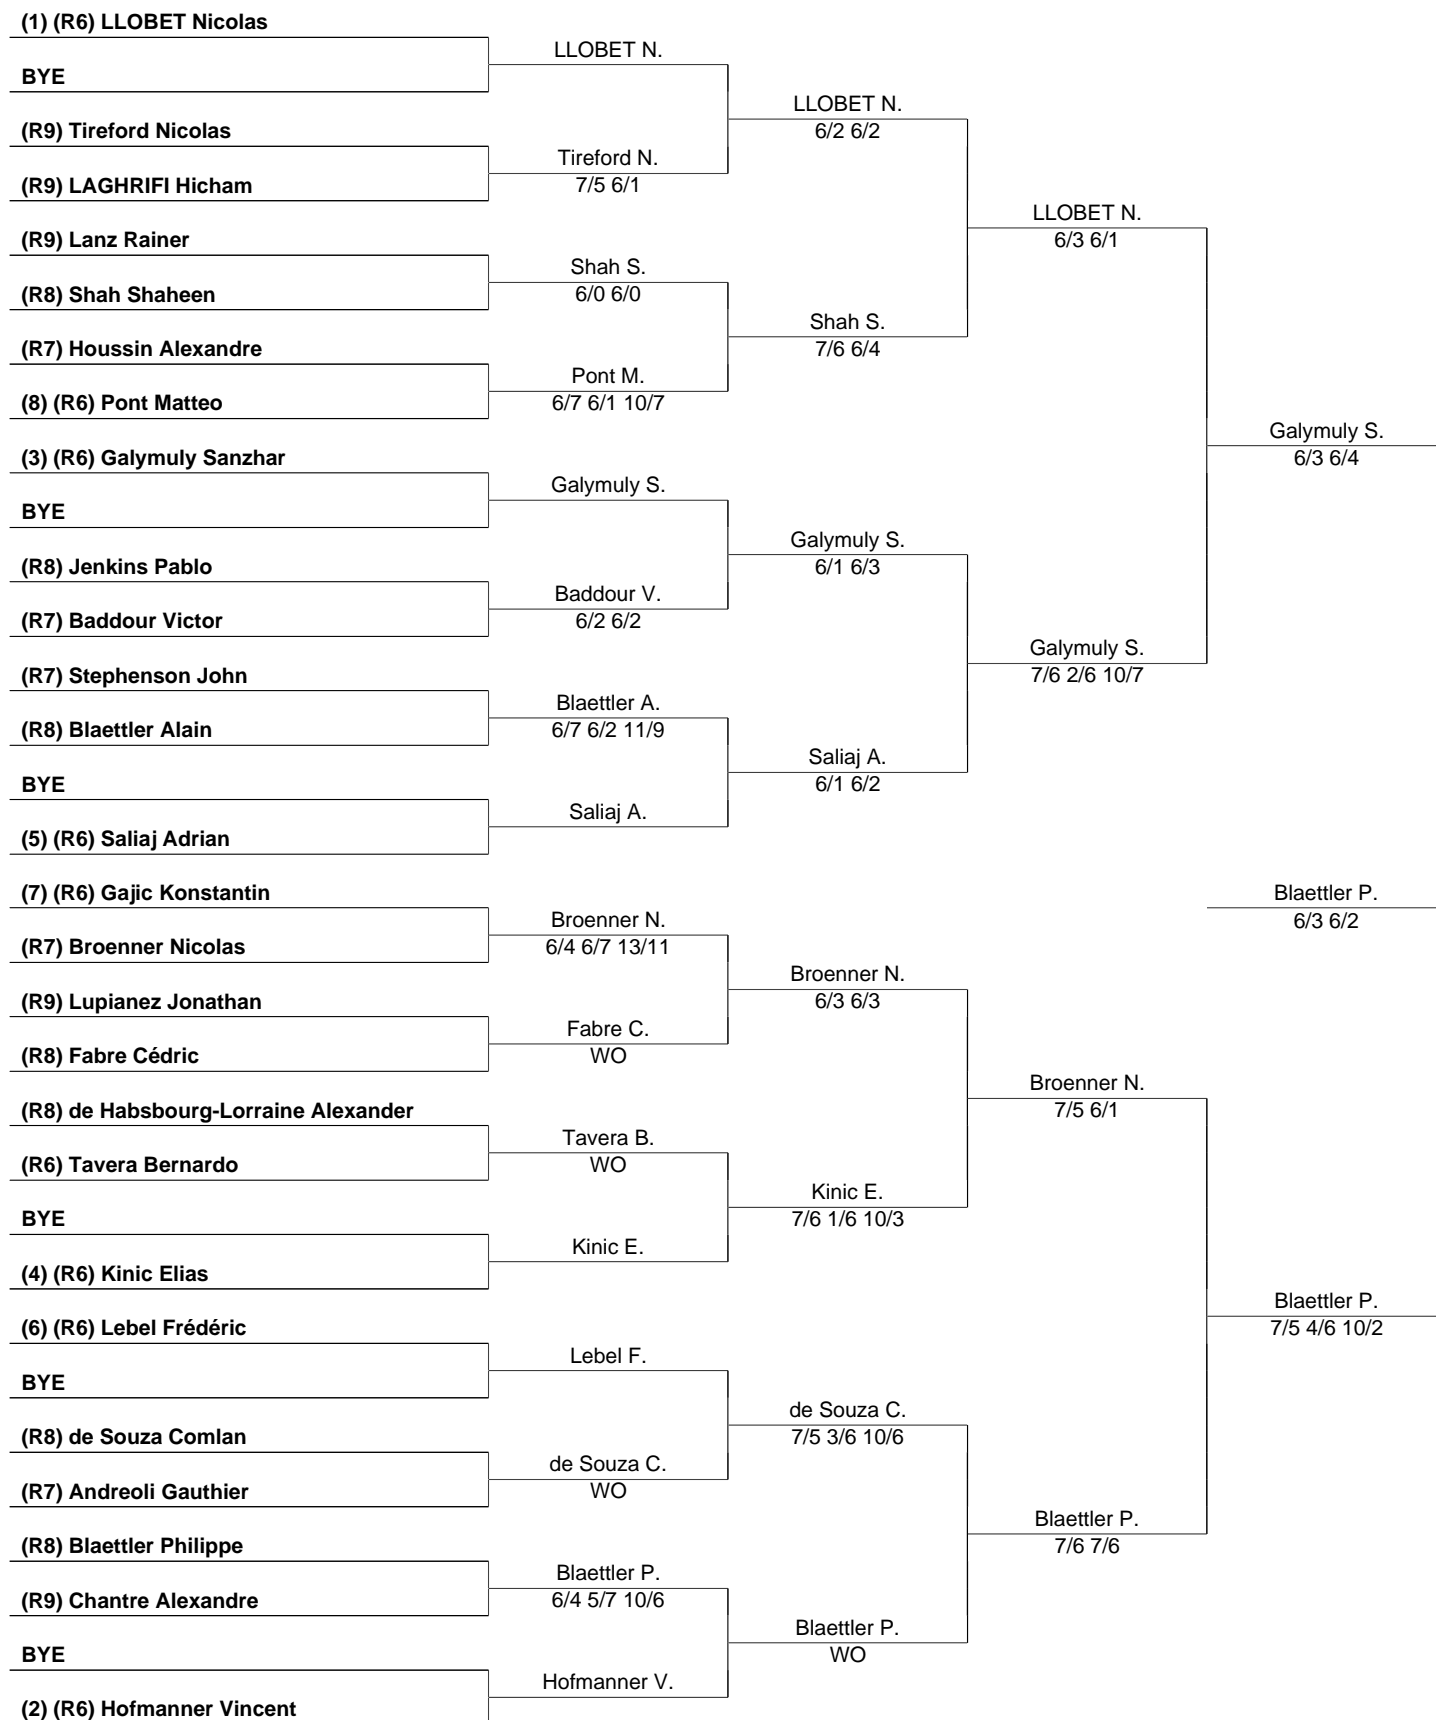 (1) (R6) LLOBET Nicolas
BYE
(R9) Tireford Nicolas
(R9) LAGHRIFI Hicham
(R9) Lanz Rainer
(R8) Shah Shaheen
(R7) Houssin Alexandre
(8) (R6) Pont Matteo
(3) (R6) Galymuly Sanzhar
BYE
(R8) Jenkins Pablo
(R7) Baddour Victor
(R7) Stephenson John
(R8) Blaettler Alain
BYE
(5) (R6) Saliaj Adrian
(7) (R6) Gajic Konstantin
(R7) Broenner Nicolas
(R9) Lupianez Jonathan
(R8) Fabre Cédric
(R8) de Habsbourg-Lorraine Alexander
(R6) Tavera Bernardo
BYE
(4) (R6) Kinic Elias
(6) (R6) Lebel Frédéric
BYE
(R8) de Souza Comlan
(R7) Andreoli Gauthier
(R8) Blaettler Philippe
(R9) Chantre Alexandre
BYE
(2) (R6) Hofmanner Vincent
LLOBET N.
Tireford N.
7/5 6/1
Shah S.
6/0 6/0
Pont M.
6/7 6/1 10/7
Galymuly S.
Baddour V.
6/2 6/2
Blaettler A.
6/7 6/2 11/9
Saliaj A.
Broenner N.
6/4 6/7 13/11
Fabre C.
WO
Tavera B.
WO
Kinic E.
Lebel F.
de Souza C.
WO
Blaettler P.
6/4 5/7 10/6
Hofmanner V.
LLOBET N.
6/2 6/2
Shah S.
7/6 6/4
Galymuly S.
6/1 6/3
Saliaj A.
6/1 6/2
Broenner N.
6/3 6/3
Kinic E.
7/6 1/6 10/3
de Souza C.
7/5 3/6 10/6
Blaettler P.
WO
LLOBET N.
6/3 6/1
Galymuly S.
7/6 2/6 10/7
Broenner N.
7/5 6/1
Blaettler P.
7/6 7/6
Galymuly S.
6/3 6/4
Blaettler P.
6/3 6/2
Blaettler P.
7/5 4/6 10/2